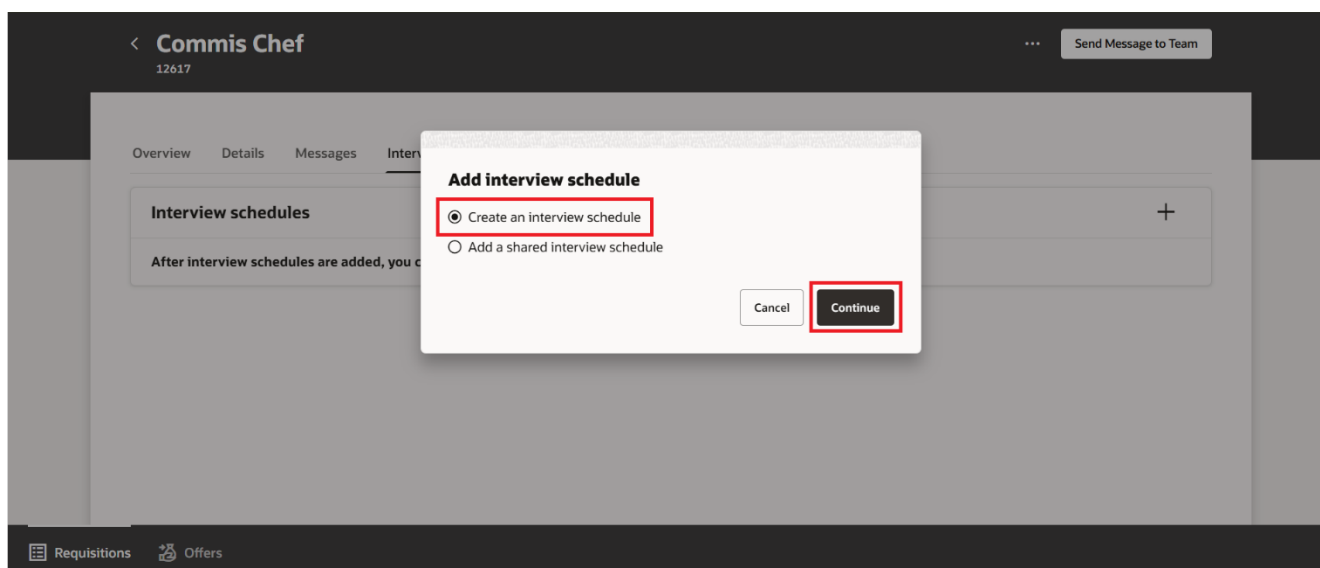 Commis Chef
12617
Send Message to Team
Overview Details Messages
Add interview schedule
Create an interview schedule
Add a shared interview schedule
Cancel Continue
Interview schedules
After interview schedules are added, you
Requisitions Offers